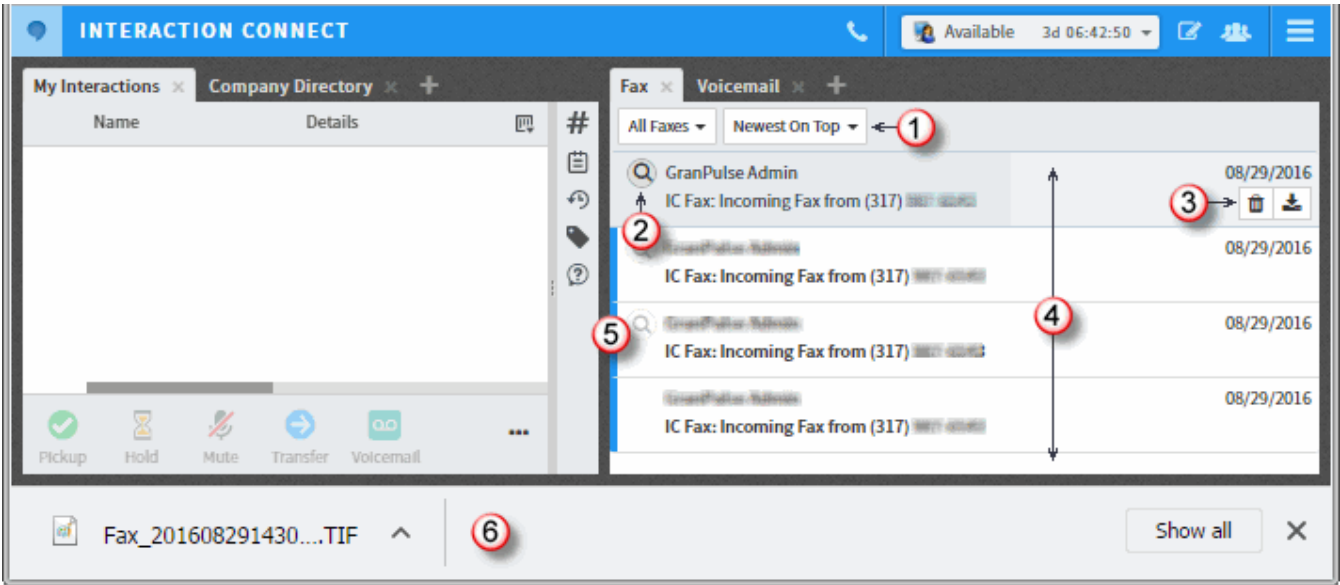 INTERACTION CONNECT
Available 3d 06:42:50
My Interactions × Company Directory × +
Name Details
#
Pickup Hold Mute Transfer Voicemail ...
Fax × Voicemail × +
All Faxes Newest On Top 1
GranPulse Admin 08/29/2016
IC Fax: Incoming Fax from (317)
2 3
08/29/2016
IC Fax: Incoming Fax from (317)
4
5 08/29/2016
IC Fax: Incoming Fax from (317)
08/29/2016
IC Fax: Incoming Fax from (317)
Fax_201608291430....TIF 6 Show all ×